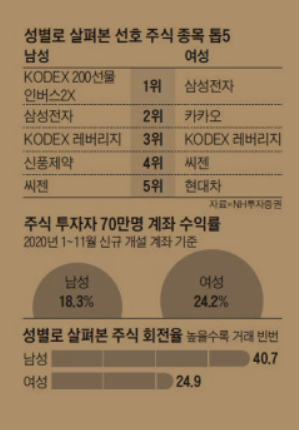 성별로 살펴본 선호 주식 종목 톱5
남성 여성
KODEX 200선물
인버스2X 1위 삼성전자
삼성전자 2위 카카오
KODEX 레버리지 3위 KODEX 레버리지
신풍제약 4위 씨젠
씨젠 5위 현대차
자료=NH투자증권
주식 투자자 70만명 계좌 수익률
2020년 1~11월 신규 개설 계좌 기준
남성 여성
18.3% 24.2%
성별로 살펴본 주식 회전율 높을수록 거래 빈번
남성 40.7
여성 24.9